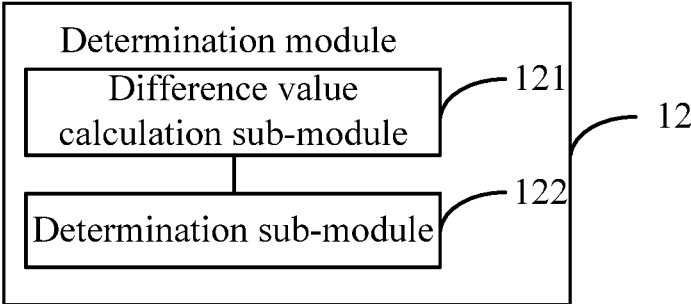 Determination module
Difference value
calculation sub-module
121
12
122
Determination sub-module